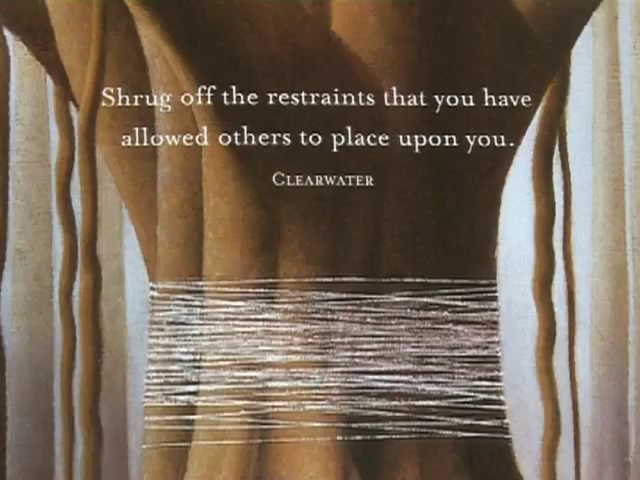 Shrug off the restraints that you have
allowed others to place upon you.
CLEARWATER